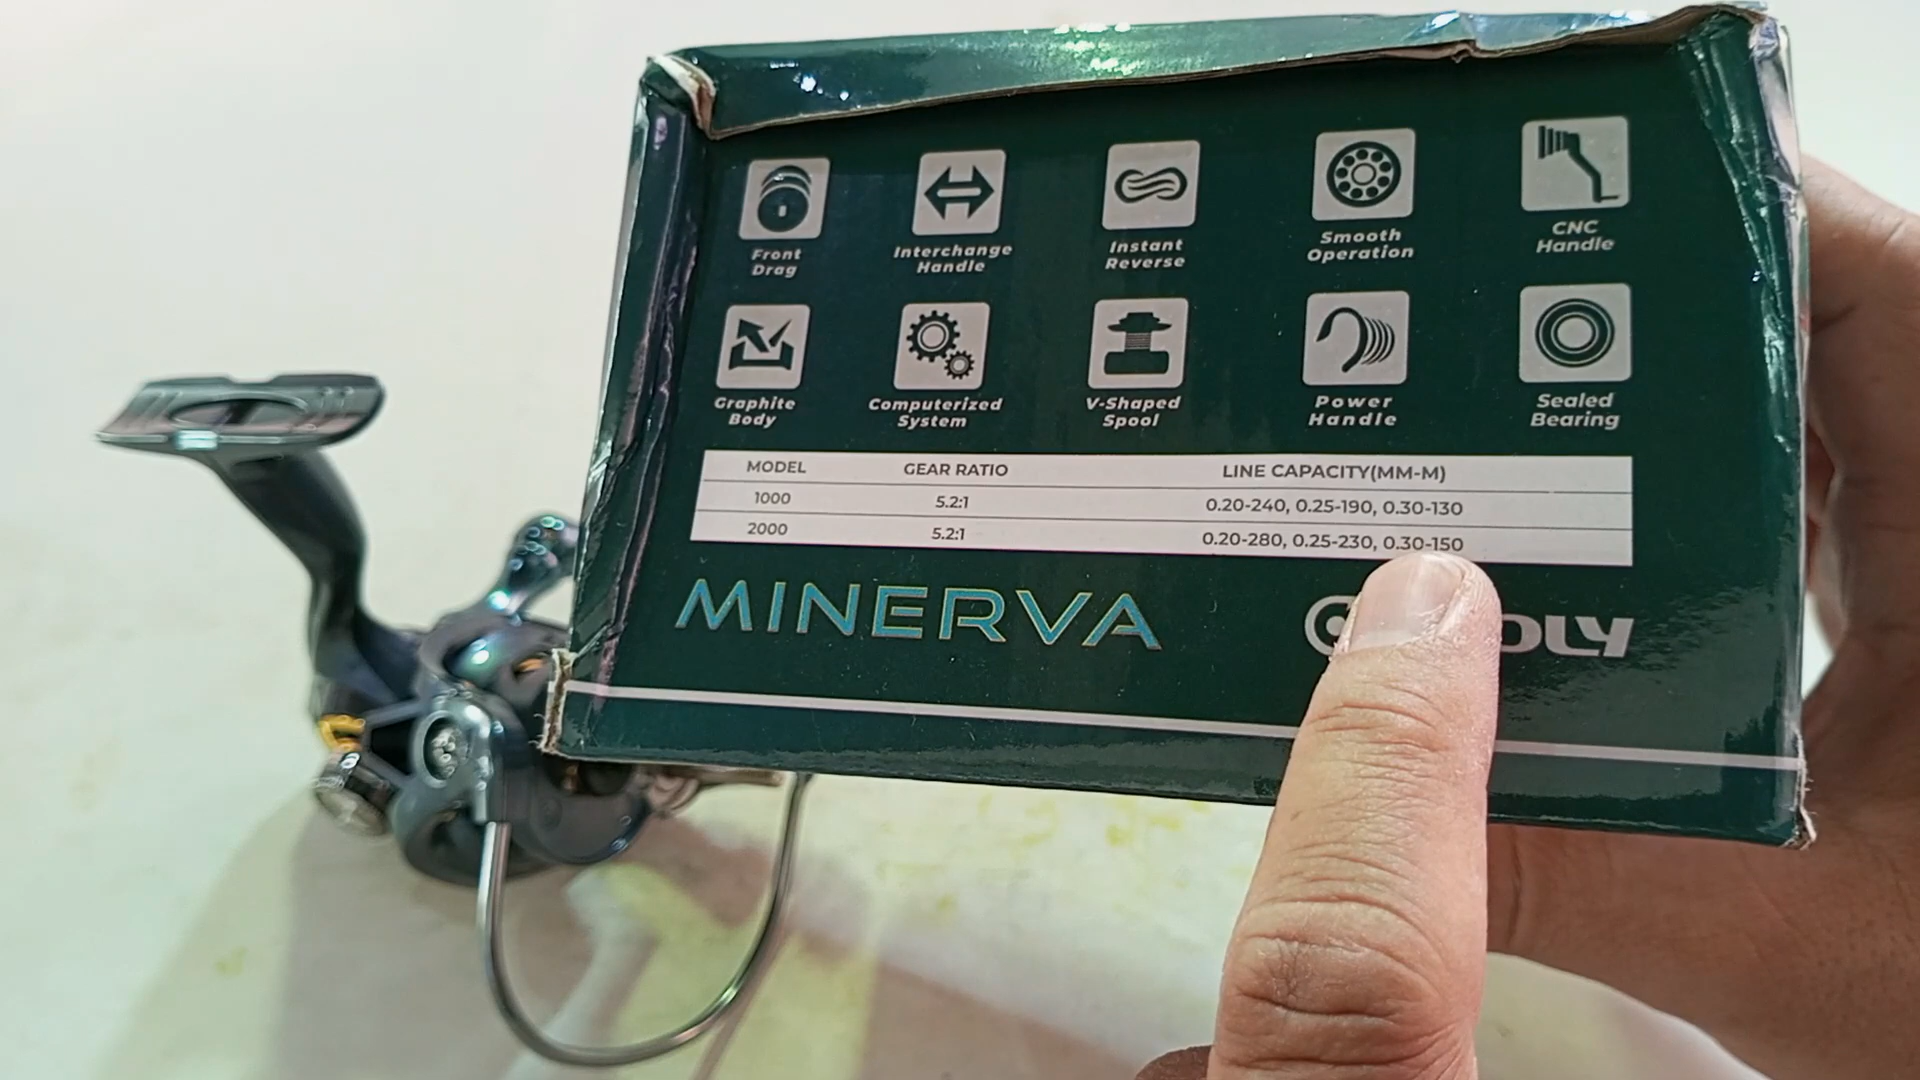 Front
Drag
Interchange
Handle
Instant
Reverse
Smooth
Operation
CNC
Handle
Graphite
Body
Computerized
System
V-Shaped
Spool
Power
Handle
Sealed
Bearing
MODEL GEAR RATIO LINE CAPACITY(MM-M)
1000 5.2:1 0.20-240, 0.25-190, 0.30-130
2000 5.2:1 0.20-280, 0.25-230, 0.30-150
MINERVA